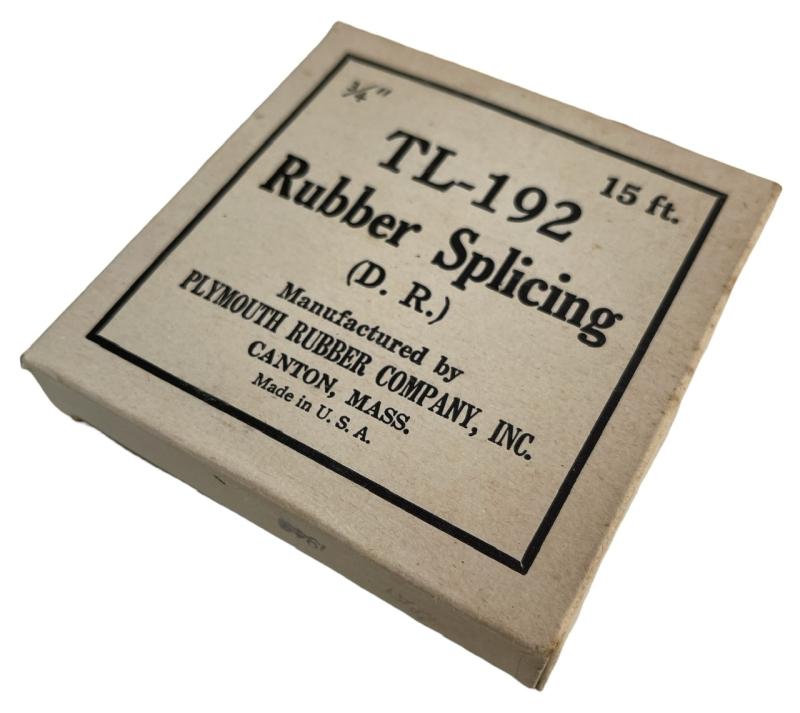 3/4"
15 ft.
TL-192
Rubber Splicing
(D. R.)
Manufactured by
PLYMOUTH RUBBER COMPANY, INC.
CANTON, MASS.
Made in U. S. A.